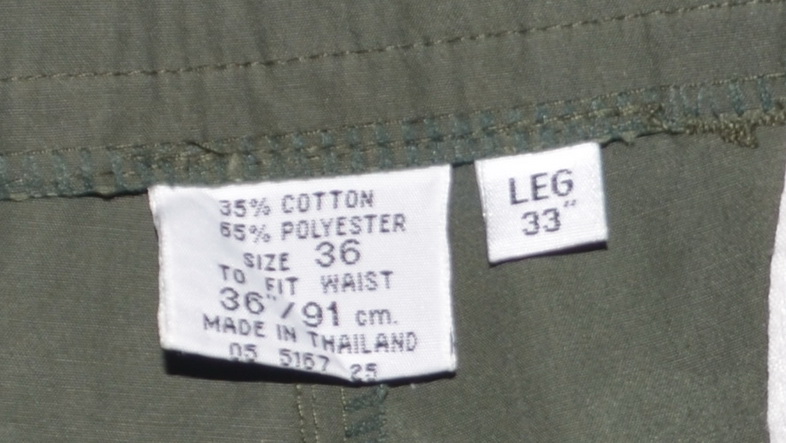 35% COTTON
65% POLYESTER
SIZE 36
TO FIT WAIST
36"/91 cm.
MADE IN THAILAND
05 5167 25
LEG
33"